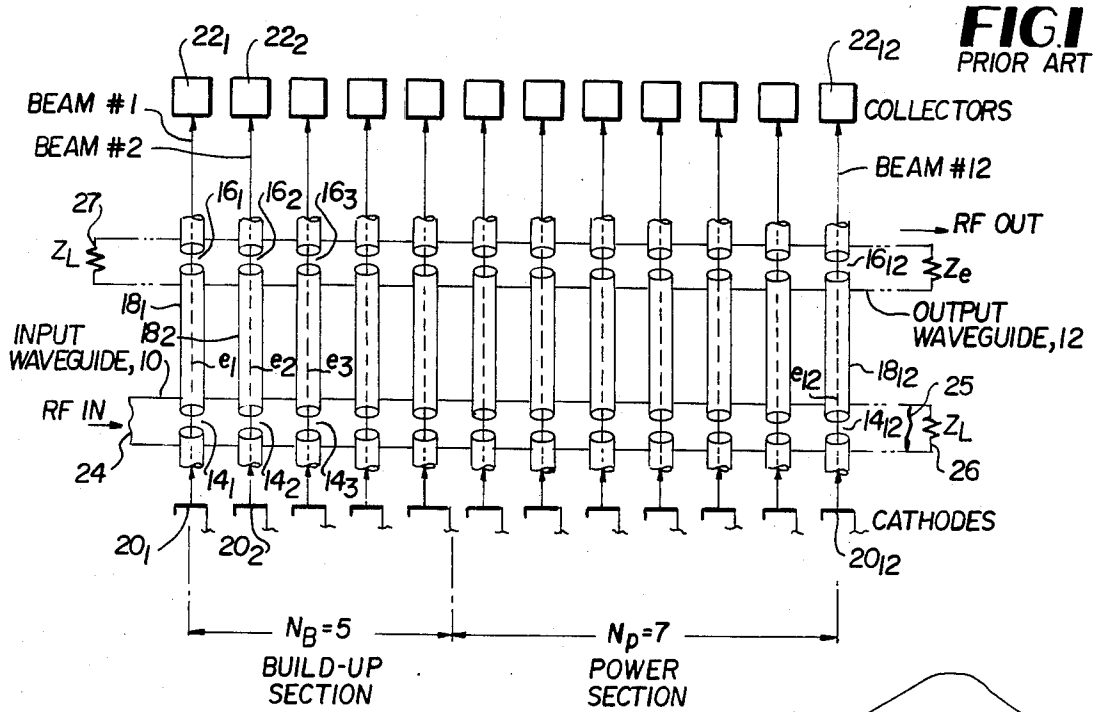 FIG.1
PRIOR ART
22₁
22₂
22₁₂
BEAM #1
COLLECTORS
BEAM #2
BEAM #12
27
16₁
16₂
16₃
RF OUT
Z_L
16₁₂
Z_e
18₁
18₂
INPUT WAVEGUIDE,10
OUTPUT WAVEGUIDE,12
e₁
e₂
e₃
e₁₂
18₁₂
25
RF IN
14₁₂
Z_L
24
14₁
14₂
14₃
26
CATHODES
20₁
20₂
20₁₂
N_B=5
N_p=7
BUILD-UP
SECTION
POWER
SECTION